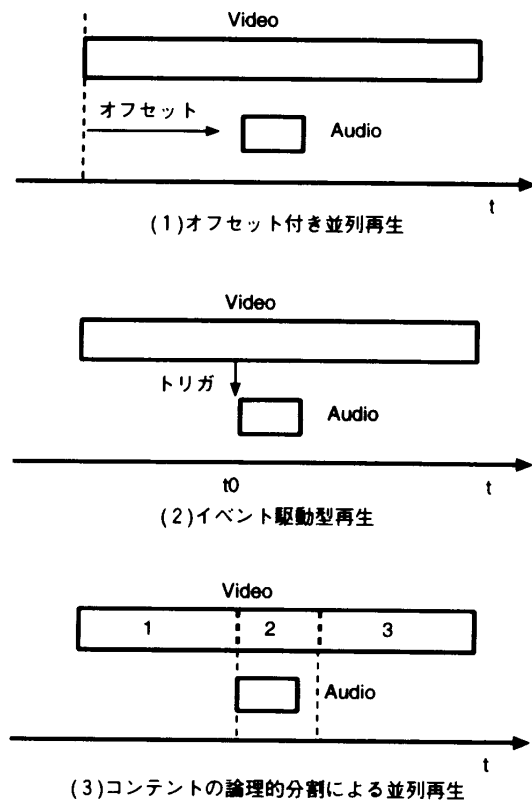 Video
オフセット
Audio
t
(1)オフセット付き並列再生
Video
トリガ
Audio
t0
t
(2)イベント駆動型再生
Video
1 2 3
Audio
t
(3)コンテントの論理的分割による並列再生